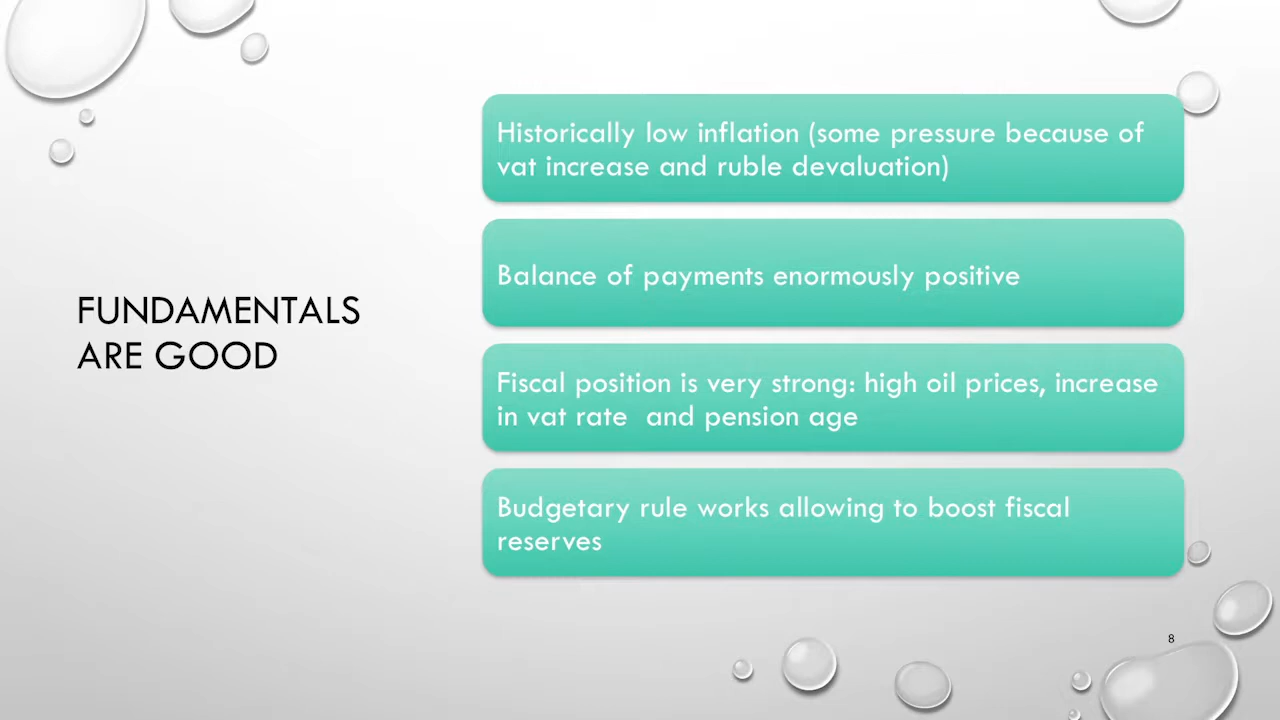 FUNDAMENTALS
ARE GOOD
Historically low inflation (some pressure because of
vat increase and ruble devaluation)
Balance of payments enormously positive
Fiscal position is very strong: high oil prices, increase
in vat rate  and pension age
Budgetary rule works allowing to boost fiscal
reserves
8